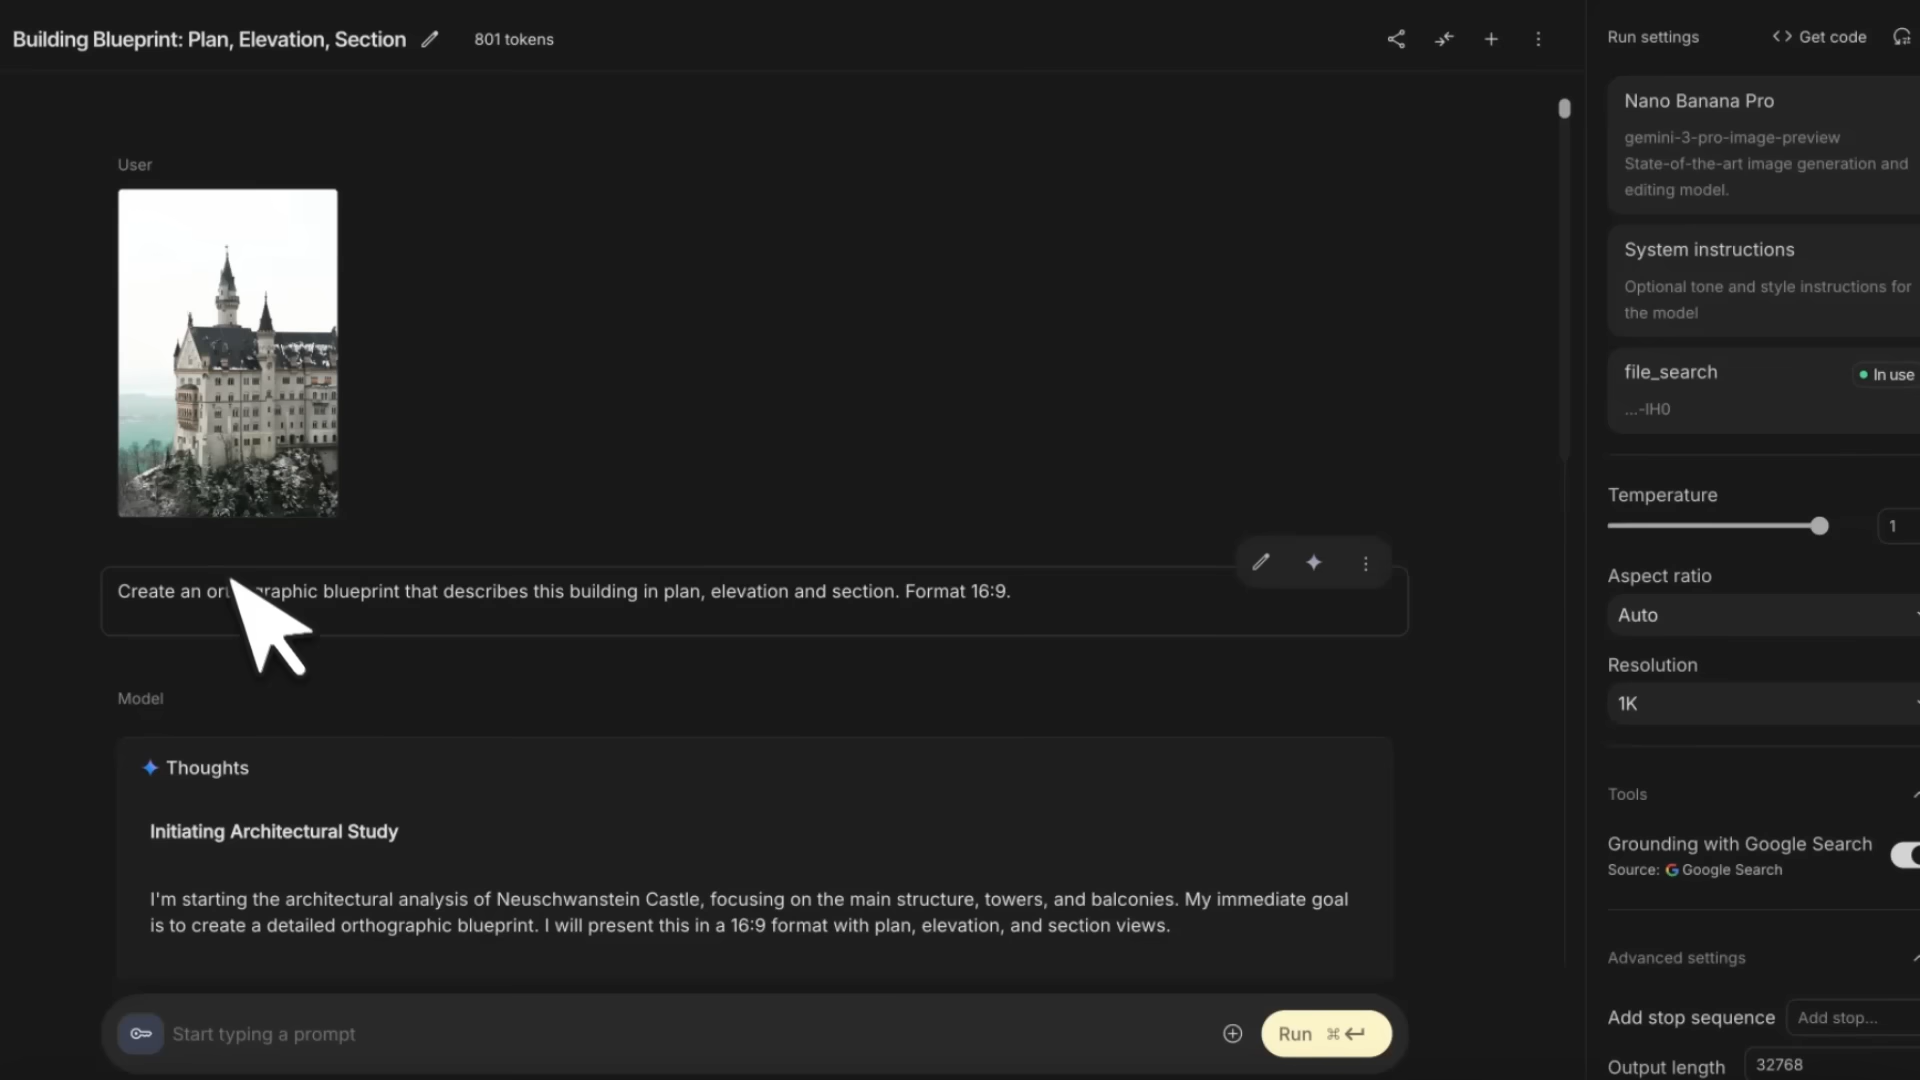 Building Blueprint: Plan, Elevation, Section
801 tokens
User
Create an orthographic blueprint that describes this building in plan, elevation and section. Format 16:9.
Model
Thoughts
Initiating Architectural Study
I'm starting the architectural analysis of Neuschwanstein Castle, focusing on the main structure, towers, and balconies. My immediate goal
is to create a detailed orthographic blueprint. I will present this in a 16:9 format with plan, elevation, and section views.
Start typing a prompt
Run ⌘
Run settings
<> Get code
Nano Banana Pro
gemini-3-pro-image-preview
State-of-the-art image generation and
editing model.
System instructions
Optional tone and style instructions for
the model
file_search
In use
...-IH0
Temperature
1
Aspect ratio
Auto
Resolution
1K
Tools
Grounding with Google Search
Source: G Google Search
Advanced settings
Add stop sequence
Add stop...
Output length
32768